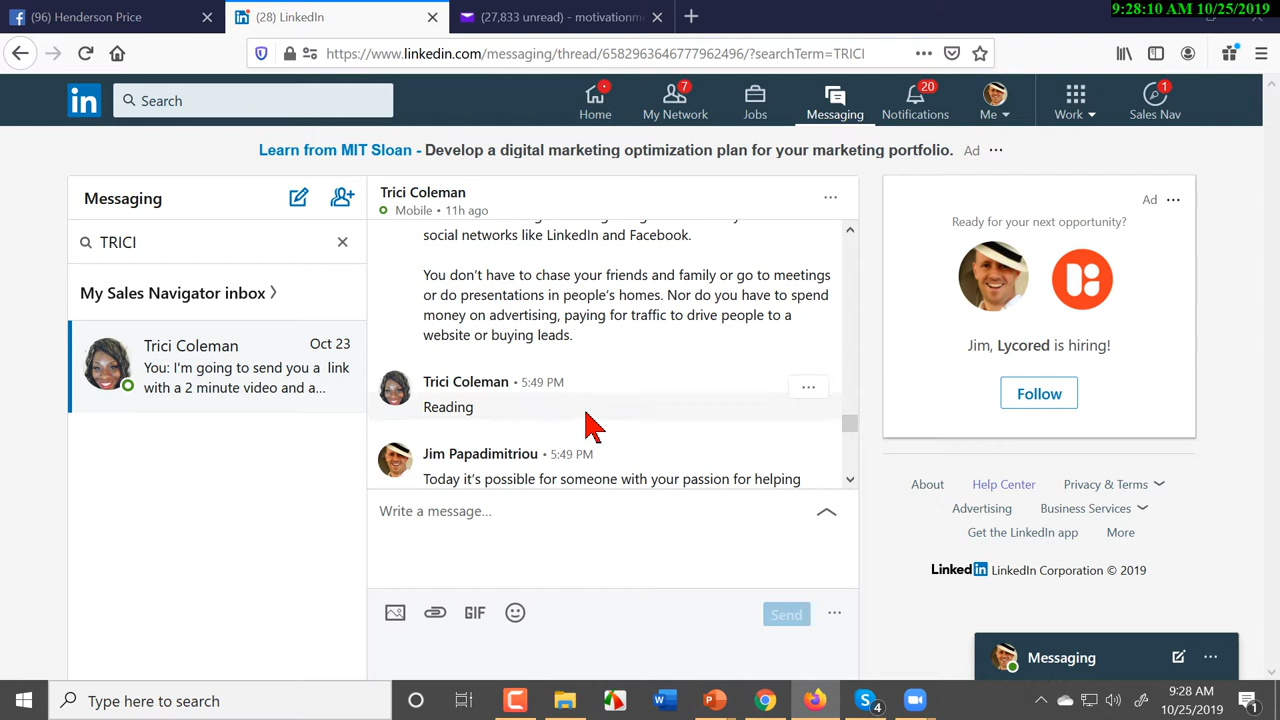 9:28:10 AM 10/25/2019
(96) Henderson Price
(28) LinkedIn
(27,833 unread) - motivationm
https://www.linkedin.com/messaging/thread/6582963646777962496/?searchTerm=TRICI
in
Search
Home
7
My Network
Jobs
Messaging
20
Notifications
Me
Work
1
Sales Nav
Learn from MIT Sloan - Develop a digital marketing optimization plan for your marketing portfolio. Ad
Messaging
TRICI
My Sales Navigator inbox
Trici Coleman Oct 23
You: I'm going to send you a link
with a 2 minute video and a...
Trici Coleman
Mobile • 11h ago
social networks like LinkedIn and Facebook.
You don't have to chase your friends and family or go to meetings
or do presentations in people's homes. Nor do you have to spend
money on advertising, paying for traffic to drive people to a
website or buying leads.
Trici Coleman • 5:49 PM
Reading
Jim Papadimitriou • 5:49 PM
Today it's possible for someone with your passion for helping
Write a message...
GIF
Send
Ad
Ready for your next opportunity?
Jim, Lycored is hiring!
Follow
About Help Center Privacy & Terms
Advertising Business Services
Get the LinkedIn app More
LinkedIn LinkedIn Corporation © 2019
Messaging
Type here to search
4
9:28 AM
10/25/2019
1